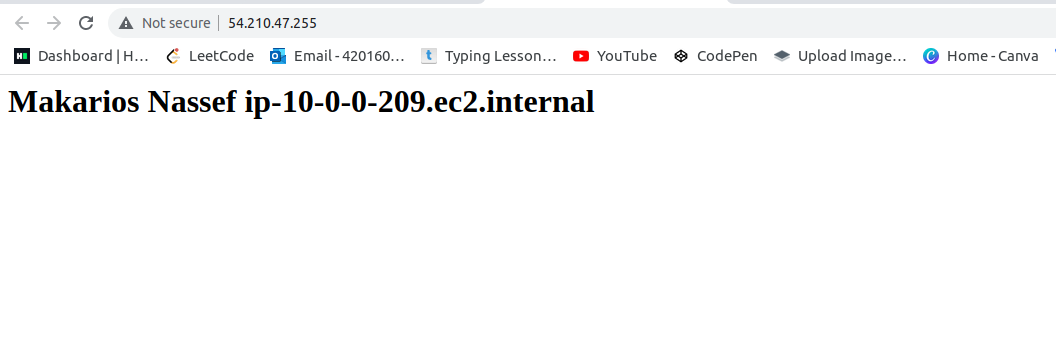 Not secure 54.210.47.255
Dashboard | H... LeetCode Email - 420160... Typing Lesson... YouTube CodePen Upload Image... Home - Canva
Makarios Nassef ip-10-0-0-209.ec2.internal